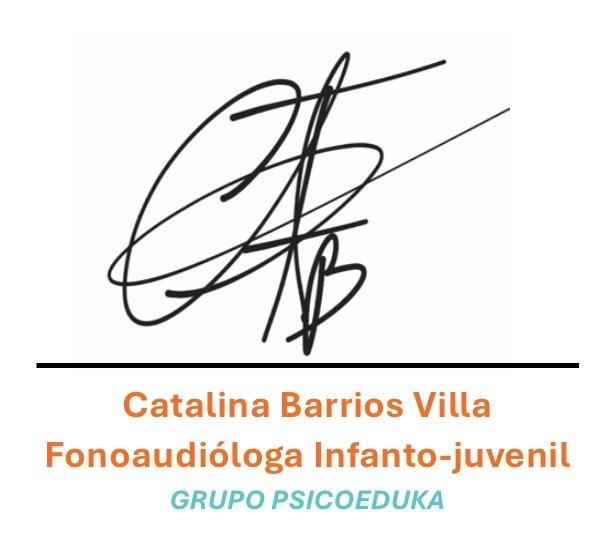 Catalina Barrios Villa
Fonoaudióloga Infanto-juvenil
GRUPO PSICOEDUKA